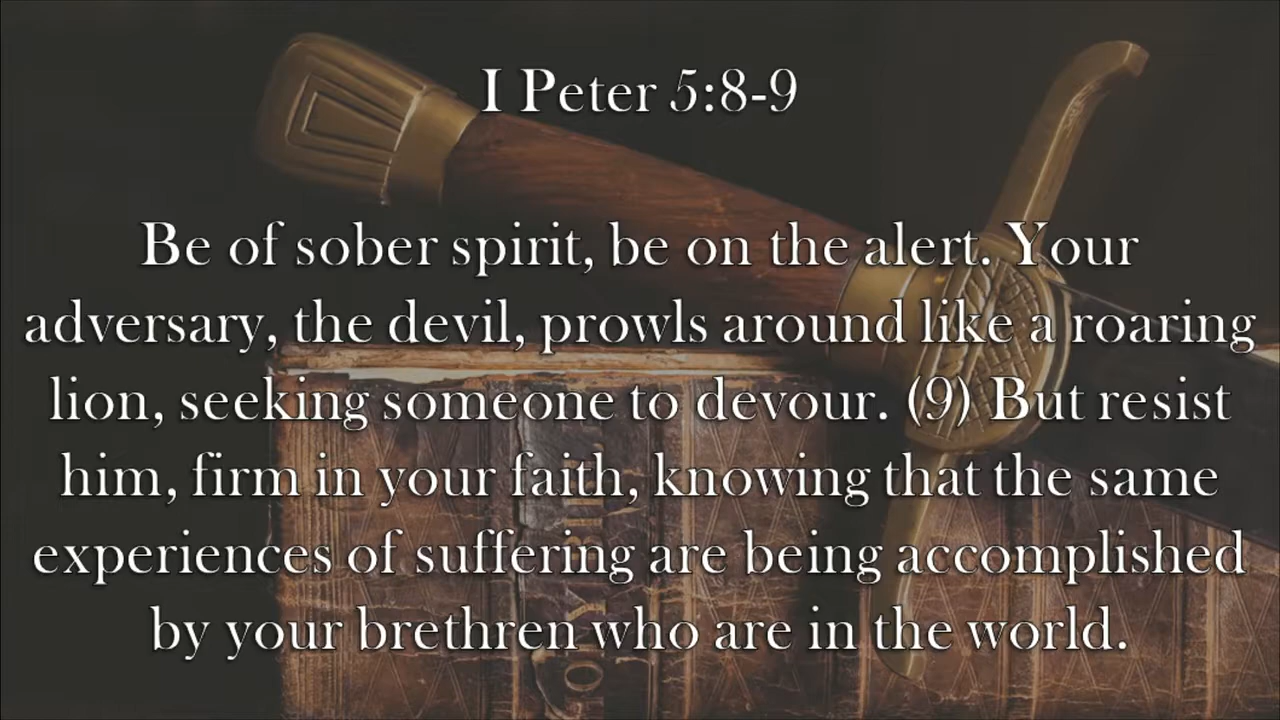 I Peter 5:8-9
Be of sober spirit, be on the alert. Your
adversary, the devil, prowls around like a roaring
lion, seeking someone to devour. (9) But resist
him, firm in your faith, knowing that the same
experiences of suffering are being accomplished
by your brethren who are in the world.